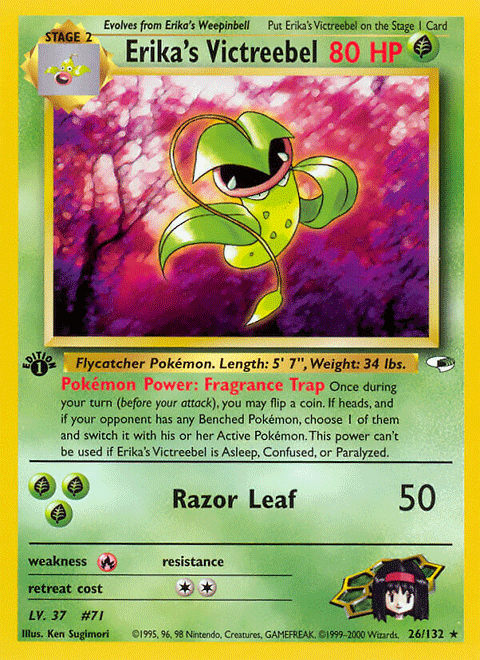 Evolves from Erika's Weepinbell
Put Erika's Victreebel on the Stage 1 Card
STAGE 2
Erika's Victreebel 80 HP
EDITION
1
Flycatcher Pokémon. Length: 5' 7", Weight: 34 lbs.
Pokémon Power: Fragrance Trap Once during
your turn (before your attack), you may flip a coin. If heads, and
if your opponent has any Benched Pokémon, choose 1 of them
and switch it with his or her Active Pokémon. This power can't
be used if Erika's Victreebel is Asleep, Confused, or Paralyzed.
Razor Leaf 50
weakness
resistance
retreat cost
LV. 37 #71
Illus. Ken Sugimori
©1995, 96, 98 Nintendo, Creatures, GAMEFREAK. ©1999–2000 Wizards.
26/132 ★